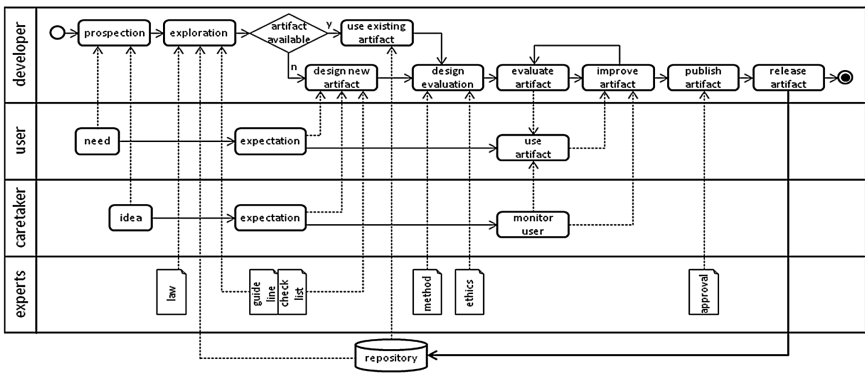 developer
prospection
exploration
artifact
available
y
n
use existing
artifact
design new
artifact
design
evaluation
evaluate
artifact
improve
artifact
publish
artifact
release
artifact
user
need
expectation
use
artifact
caretaker
idea
expectation
monitor
user
experts
law
guide
line
check
list
method
ethics
approval
repository